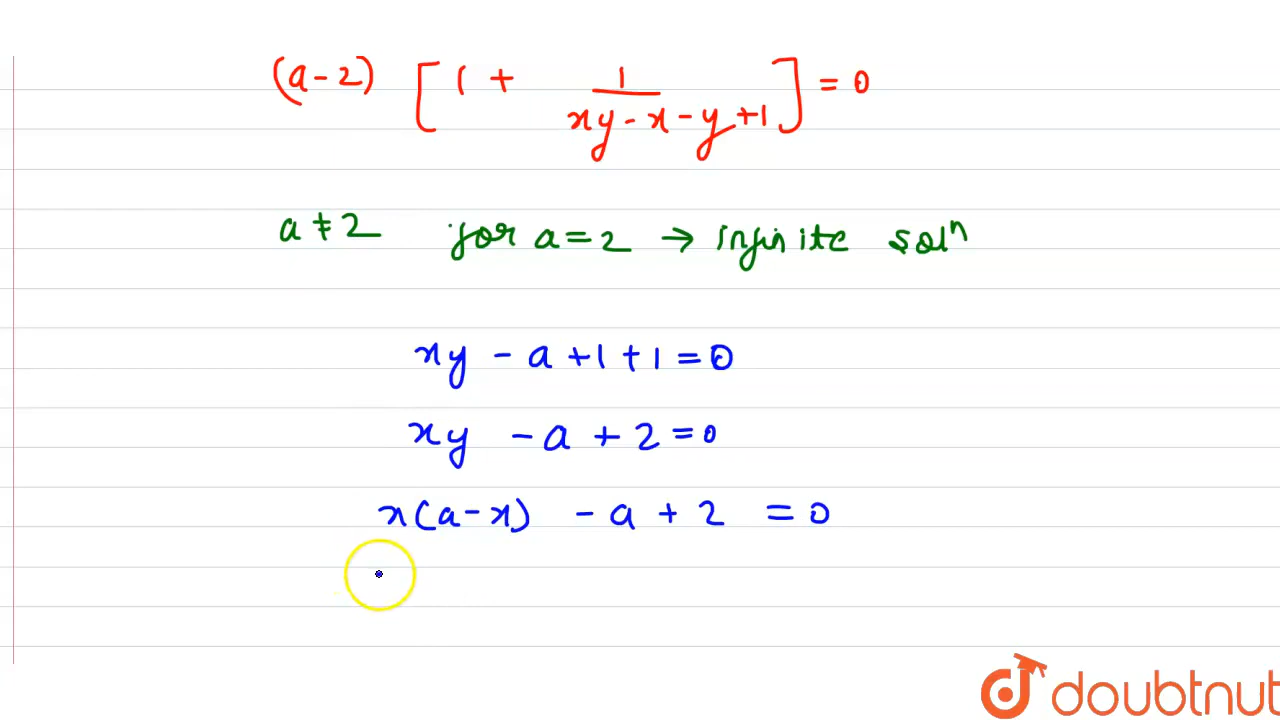 (a-2) [1 + 1/(xy-x-y+1)] = 0
a ≠ 2 for a = 2 → infinite solⁿ
xy - a + 1 + 1 = 0
xy - a + 2 = 0
x(a-x) - a + 2 = 0
doubtnut